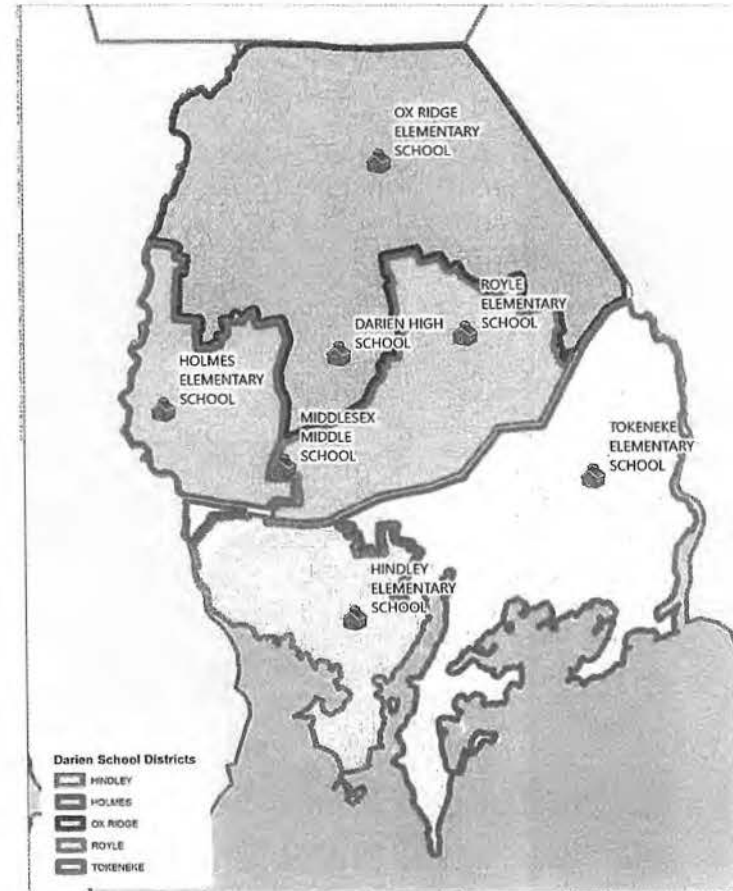 OX RIDGE
ELEMENTARY
SCHOOL
ROYLE
ELEMENTARY
SCHOOL
DARIEN HIGH
SCHOOL
HOLMES
ELEMENTARY
SCHOOL
MIDDLESEX
MIDDLE
SCHOOL
TOKENEKE
ELEMENTARY
SCHOOL
HINDLEY
ELEMENTARY
SCHOOL
Darien School Districts
HINDLEY
HOLMES
OX RIDGE
ROYLE
TOKENEKE